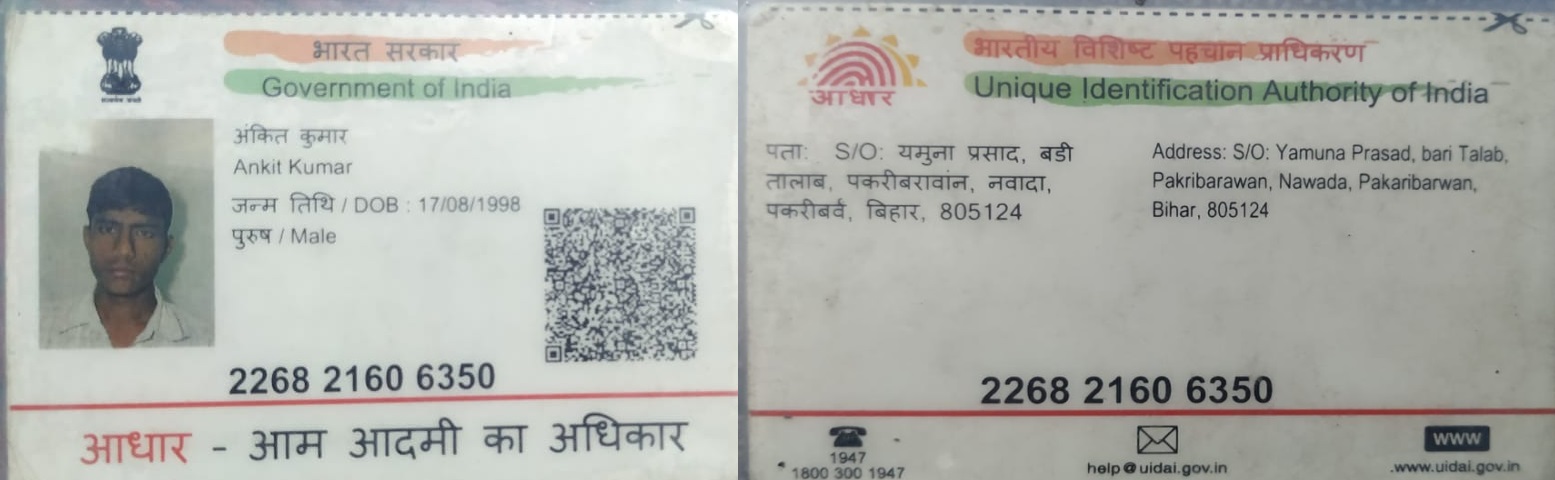 भारत सरकार
Government of India
अंकित कुमार
Ankit Kumar
जन्म तिथि / DOB : 17/08/1998
पुरुष / Male
2268 2160 6350
आधार - आम आदमी का अधिकार
भारतीय विशिष्ट पहचान प्राधिकरण
Unique Identification Authority of India
आधार
पता: S/O: यमुना प्रसाद, बडी
तालाब, पकरीबरावांन, नवादा,
पकरीबर्व, बिहार, 805124
Address: S/O: Yamuna Prasad, bari Talab,
Pakribarawan, Nawada, Pakaribarwan,
Bihar, 805124
2268 2160 6350
1947
1800 300 1947
help@uidai.gov.in
www
.www.uidai.gov.in